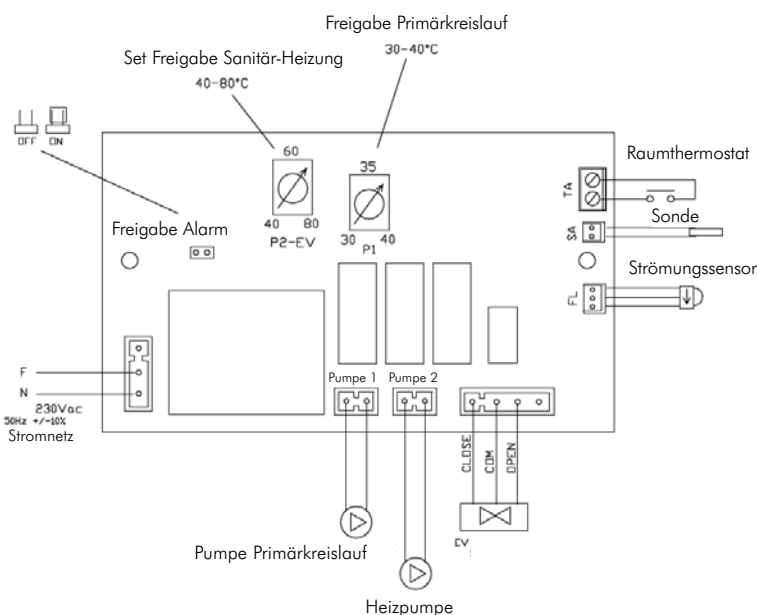 Freigabe Primärkreislauf
30-40°C
Set Freigabe Sanitär-Heizung
40-80°C
OFF ON
60
35
40 80
P2-EV
30 40
P1
Freigabe Alarm
TA
Raumthermostat
SA
Sonde
FL
Strömungssensor
F
N
230Vac
50Hz +/-10%
Stromnetz
Pumpe 1
Pumpe 2
CLOSE
COM
OPEN
EV
Pumpe Primärkreislauf
Heizpumpe